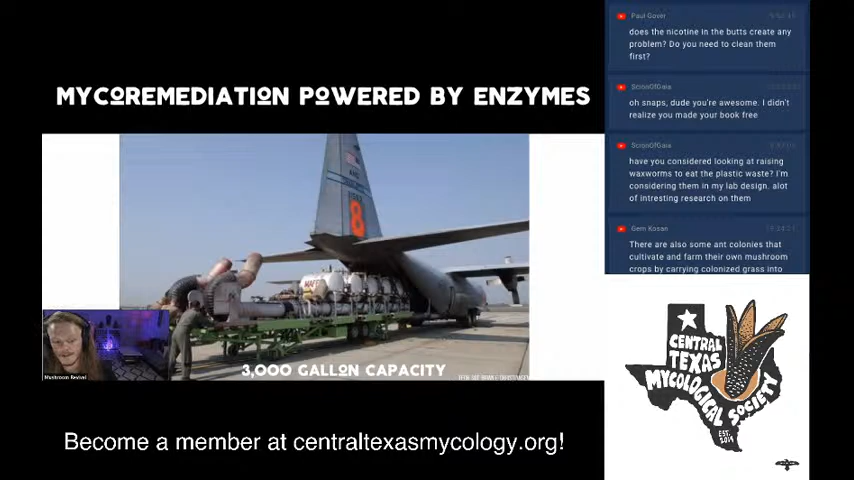 MYCOREMEDIATION POWERED BY ENZYMES
8
MAFF
3,000 GALLON CAPACITY
Mushroom Revival
Become a member at centraltexasmycology.org!
Paul Gover
does the nicotine in the butts create any
problem? Do you need to clean them
first?
ScionOfGaia
oh snaps, dude you're awesome. I didn't
realize you made your book free
ScionOfGaia
have you considered looking at raising
waxworms to eat the plastic waste? I'm
considering them in my lab design. alot
of intresting research on them
Gem Kosan
There are also some ant colonies that
cultivate and farm their own mushroom
crops by carrying colonized grass into
CENTRAL
TEXAS
MYCOLOGICAL SOCIETY
EST.
2019